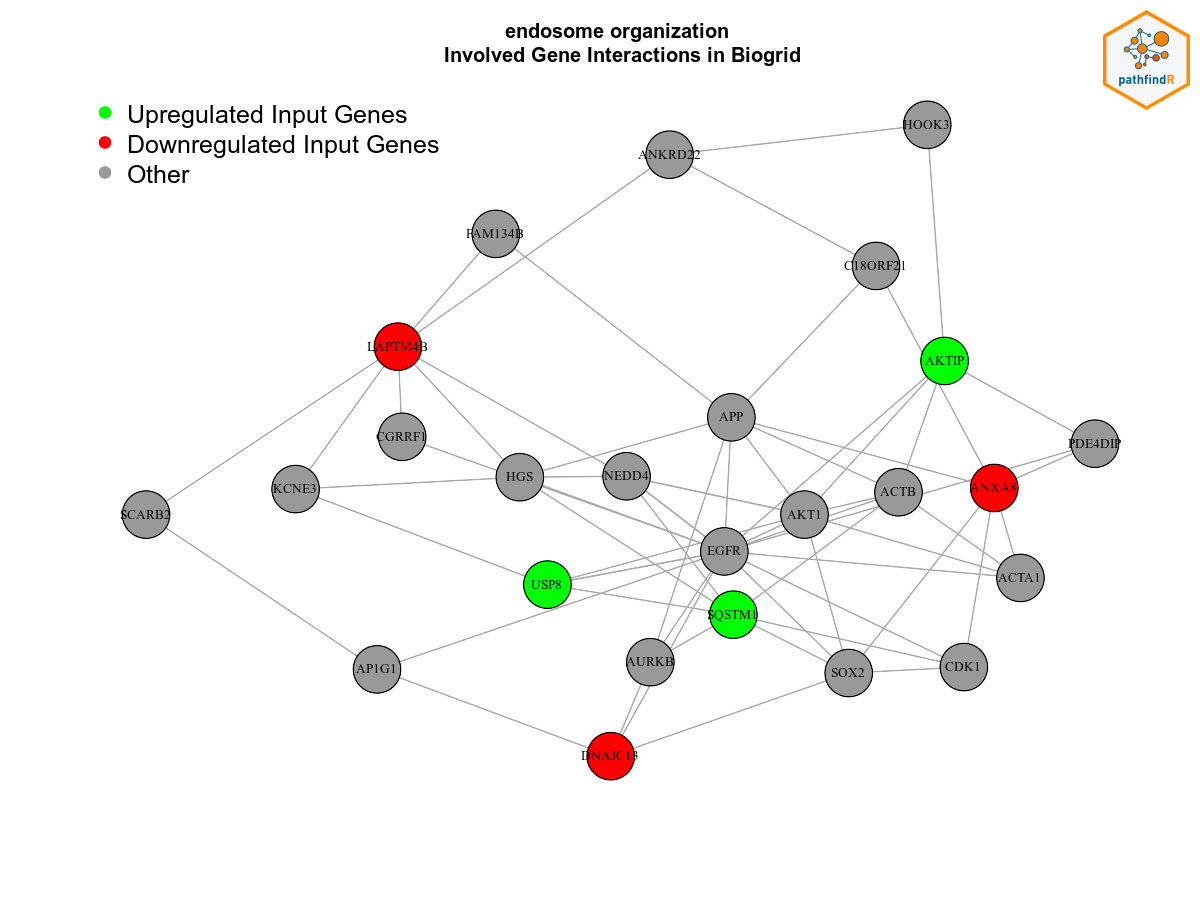 endosome organization
Involved Gene Interactions in Biogrid
pathfindR
Upregulated Input Genes
Downregulated Input Genes
Other
HOOK3
ANKRD22
FAM134B
C18ORF21
LAPTM4B
AKTIP
APP
CGRRF1
PDE4DIP
HGS
NEDD4
KCNE3
ACTB
ANXA8
SCARB2
AKT1
EGFR
USP8
ACTA1
SQSTM1
AURKB
AP1G1
SOX2
CDK1
DNAJC13